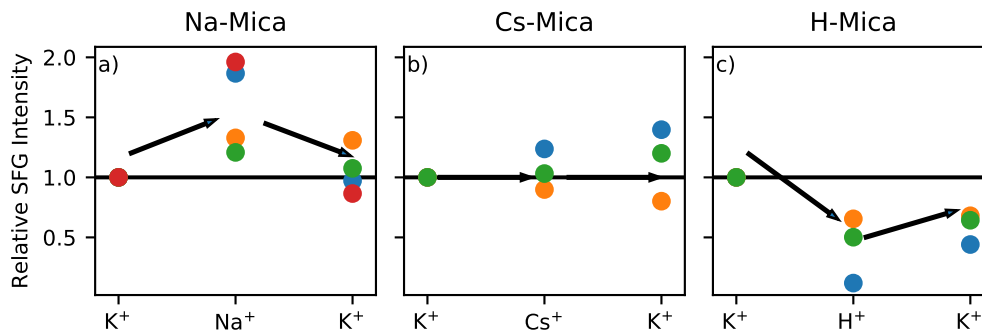 Na-Mica
Cs-Mica
H-Mica
a)
b)
c)
Relative SFG Intensity
2.0
1.5
1.0
0.5
K⁺
Na⁺
K⁺
K⁺
Cs⁺
K⁺
K⁺
H⁺
K⁺